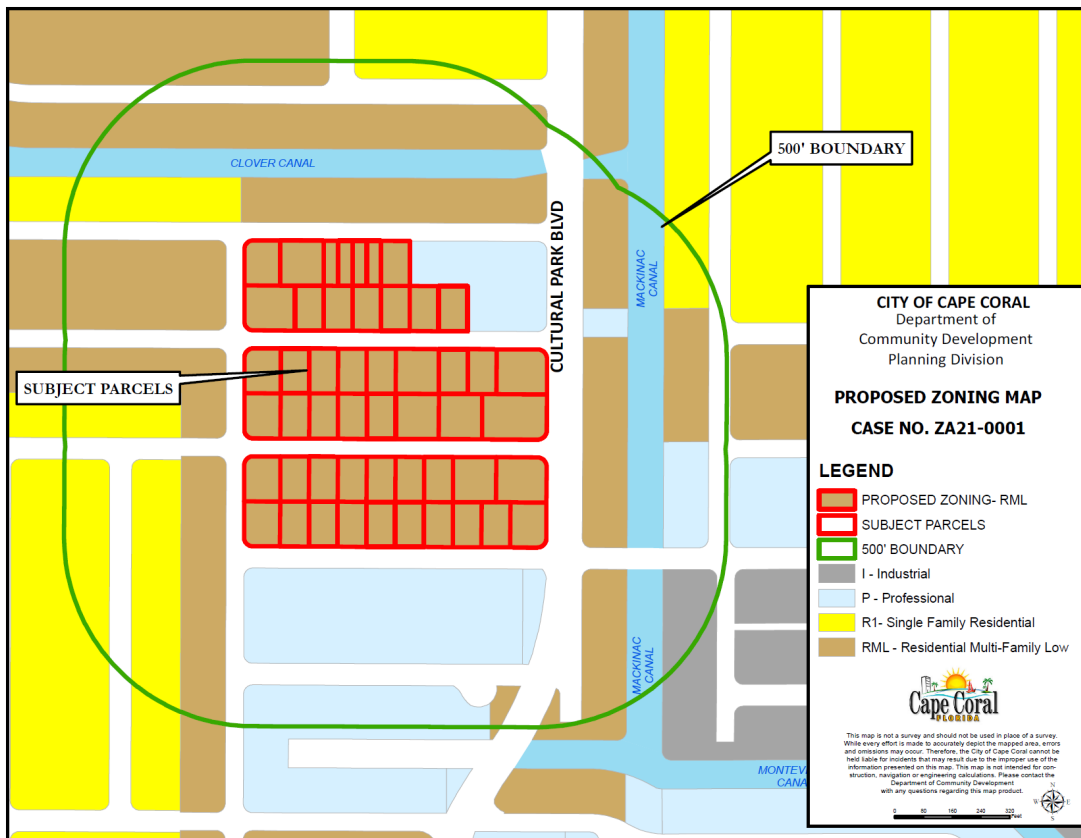 CLOVER CANAL
500' BOUNDARY
CULTURAL PARK BLVD
MACKINAC
CANAL
SUBJECT PARCELS
MACKINAC
CANAL
CITY OF CAPE CORAL
Department of
Community Development
Planning Division
PROPOSED ZONING MAP
CASE NO. ZA21-0001
LEGEND
PROPOSED ZONING- RML
SUBJECT PARCELS
500' BOUNDARY
I - Industrial
P - Professional
R1- Single Family Residential
RML - Residential Multi-Family Low
Cape Coral
FLORIDA
This map is not a survey and should not be used in place of a survey.
While every effort is made to accurately depict the mapped area, errors
and omissions may occur. Therefore, the City of Cape Coral cannot be
held liable for incidents that may result due to the improper use of the
information presented on this map. This map is not intended for con-
struction, navigation or engineering calculations. Please contact the
Department of Community Development
with any questions regarding this map product.
N
W E
S
0 80 160 240 320
Feet
MONTEV
CANA